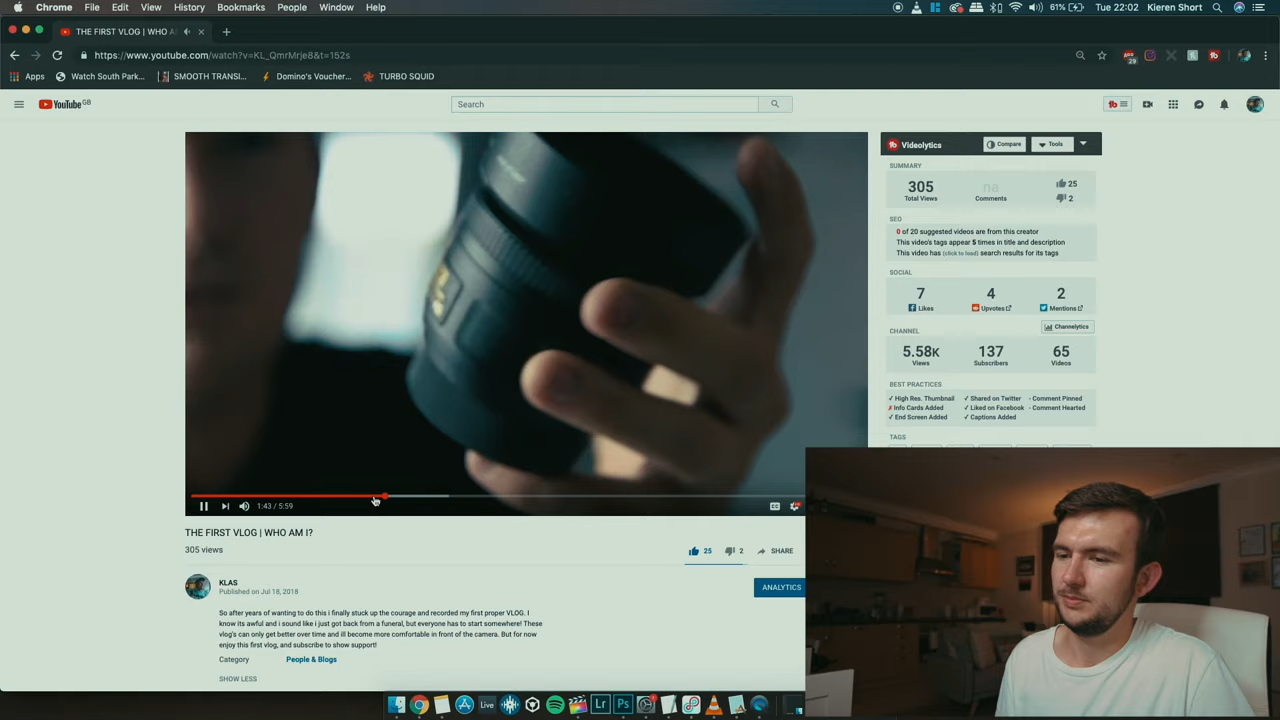 Chrome File Edit View History Bookmarks People Window Help 61% Tue 22:02 Kieren Short
THE FIRST VLOG | WHO A
https://www.youtube.com/watch?v=KL_QmrMrje8&t=152s 29
Apps Watch South Park... SMOOTH TRANSI... Domino's Voucher... TURBO SQUID
YouTube GB Search
Videolytics Compare Tools
SUMMARY
305 na 25
Total Views Comments 2
SEO
0 of 20 suggested videos are from this creator
This video's tags appear 5 times in title and description
This video has (click to load) search results for its tags
SOCIAL
7 4 2
Likes Upvotes Mentions
CHANNEL Channelytics
5.58K 137 65
Views Subscribers Videos
BEST PRACTICES
✓ High Res. Thumbnail ✓ Shared on Twitter - Comment Pinned
✗ Info Cards Added ✓ Liked on Facebook - Comment Hearted
✓ End Screen Added ✓ Captions Added
TAGS
1:43 / 5:59 CC
THE FIRST VLOG | WHO AM I?
305 views 25 2 SHARE
KLAS
Published on Jul 18, 2018 ANALYTICS
So after years of wanting to do this i finally stuck up the courage and recorded my first proper VLOG. I
know its awful and i sound like i just got back from a funeral, but everyone has to start somewhere! These
vlog's can only get better over time and ill become more comfortable in front of the camera. But for now
enjoy this first vlog, and subscribe to show support!
Category People & Blogs
SHOW LESS
Live Lr Ps